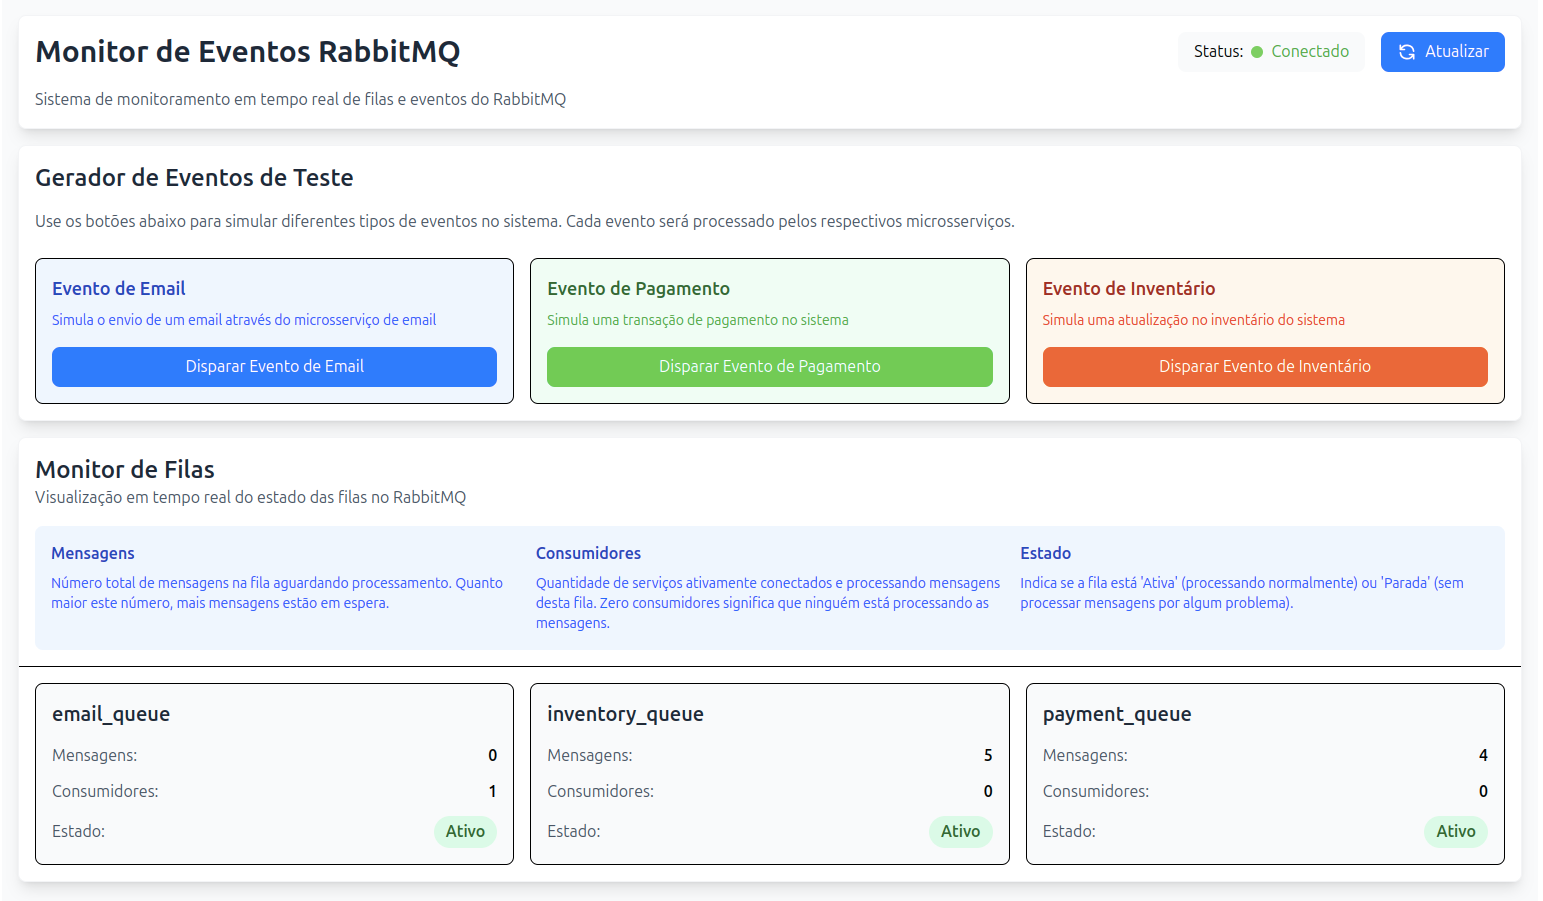 Monitor de Eventos RabbitMQ
Status: Conectado
Atualizar
Sistema de monitoramento em tempo real de filas e eventos do RabbitMQ
Gerador de Eventos de Teste
Use os botões abaixo para simular diferentes tipos de eventos no sistema. Cada evento será processado pelos respectivos microsserviços.
Evento de Email
Simula o envio de um email através do microsserviço de email
Disparar Evento de Email
Evento de Pagamento
Simula uma transação de pagamento no sistema
Disparar Evento de Pagamento
Evento de Inventário
Simula uma atualização no inventário do sistema
Disparar Evento de Inventário
Monitor de Filas
Visualização em tempo real do estado das filas no RabbitMQ
Mensagens
Número total de mensagens na fila aguardando processamento. Quanto
maior este número, mais mensagens estão em espera.
Consumidores
Quantidade de serviços ativamente conectados e processando mensagens
desta fila. Zero consumidores significa que ninguém está processando as
mensagens.
Estado
Indica se a fila está 'Ativa' (processando normalmente) ou 'Parada' (sem
processar mensagens por algum problema).
email_queue
Mensagens: 0
Consumidores: 1
Estado: Ativo
inventory_queue
Mensagens: 5
Consumidores: 0
Estado: Ativo
payment_queue
Mensagens: 4
Consumidores: 0
Estado: Ativo